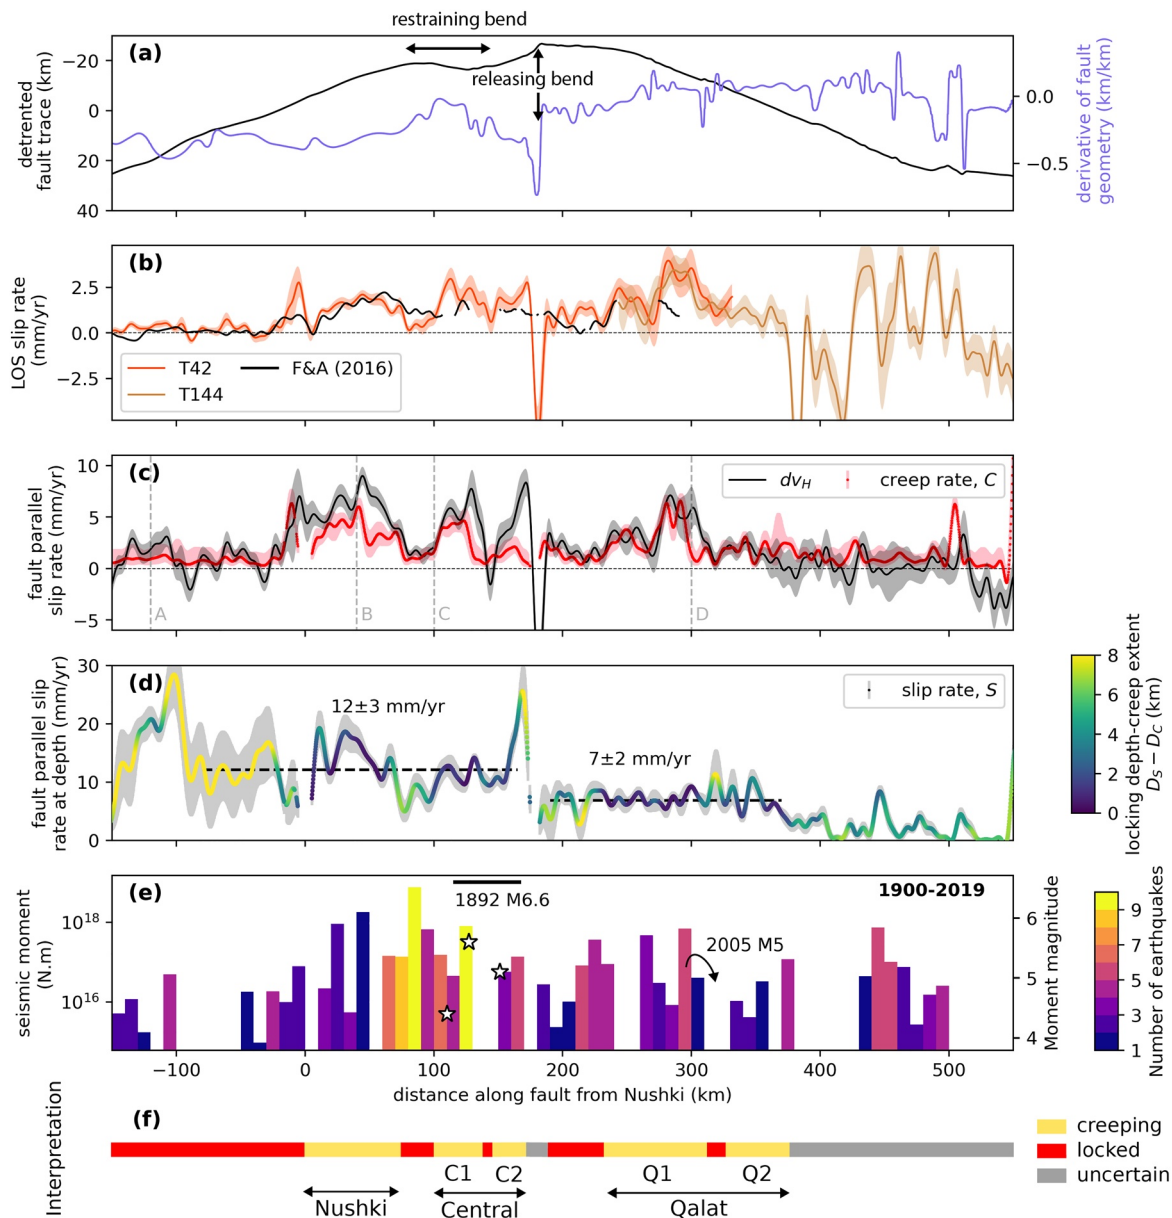 restraining bend
(a)
releasing bend
detrented
fault trace (km)
−20
0
20
40
0.0
−0.5
derivative of fault
geometry (km/km)
(b)
LOS slip rate
(mm/yr)
2.5
0.0
−2.5
T42
F&A (2016)
T144
(c)
fault parallel
slip rate (mm/yr)
10
5
0
−5
dvH
creep rate, C
A
B
C
D
(d)
fault parallel slip
rate at depth (mm/yr)
30
20
10
0
12±3 mm/yr
7±2 mm/yr
slip rate, S
8
6
4
2
0
locking depth-creep extent
DS − DC (km)
(e)
1900-2019
seismic moment
(N.m)
10^18
10^16
1892 M6.6
2005 M5
6
5
4
Moment magnitude
9
7
5
3
1
Number of earthquakes
−100
0
100
200
300
400
500
distance along fault from Nushki (km)
(f)
Interpretation
creeping
locked
uncertain
C1
C2
Q1
Q2
Nushki
Central
Qalat